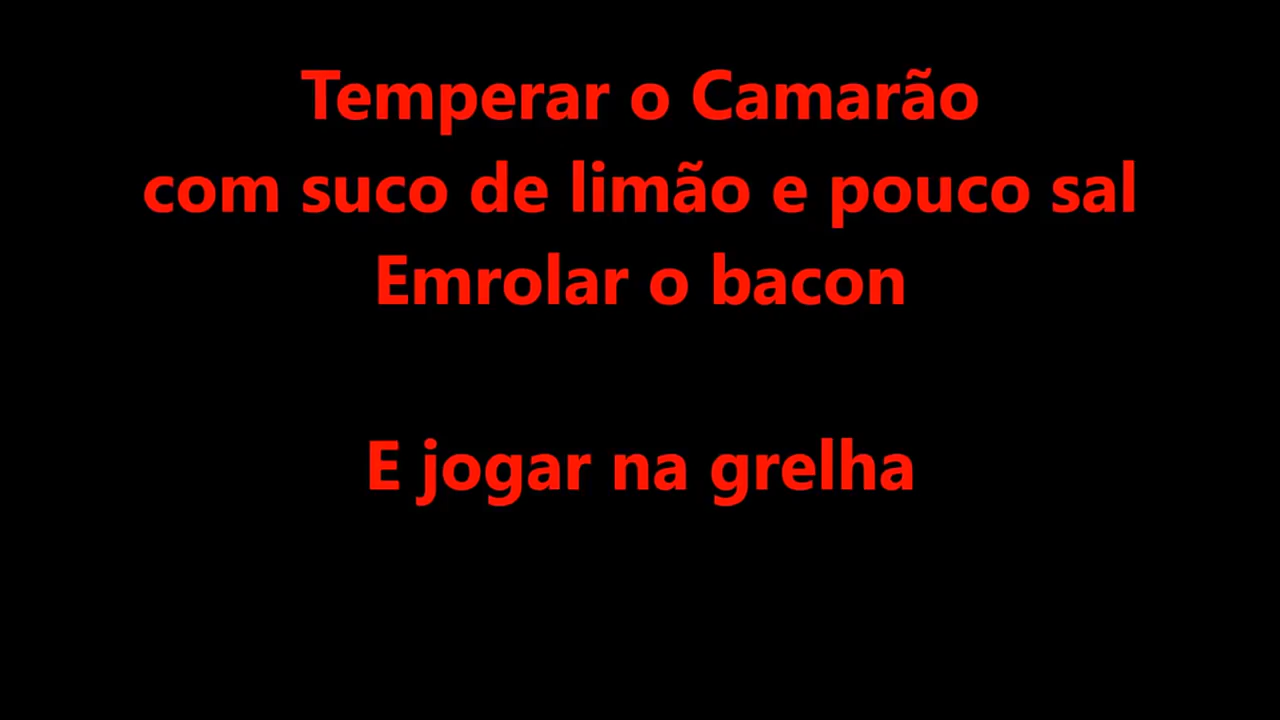 Temperar o Camarão
com suco de limão e pouco sal
Emrolar o bacon
E jogar na grelha